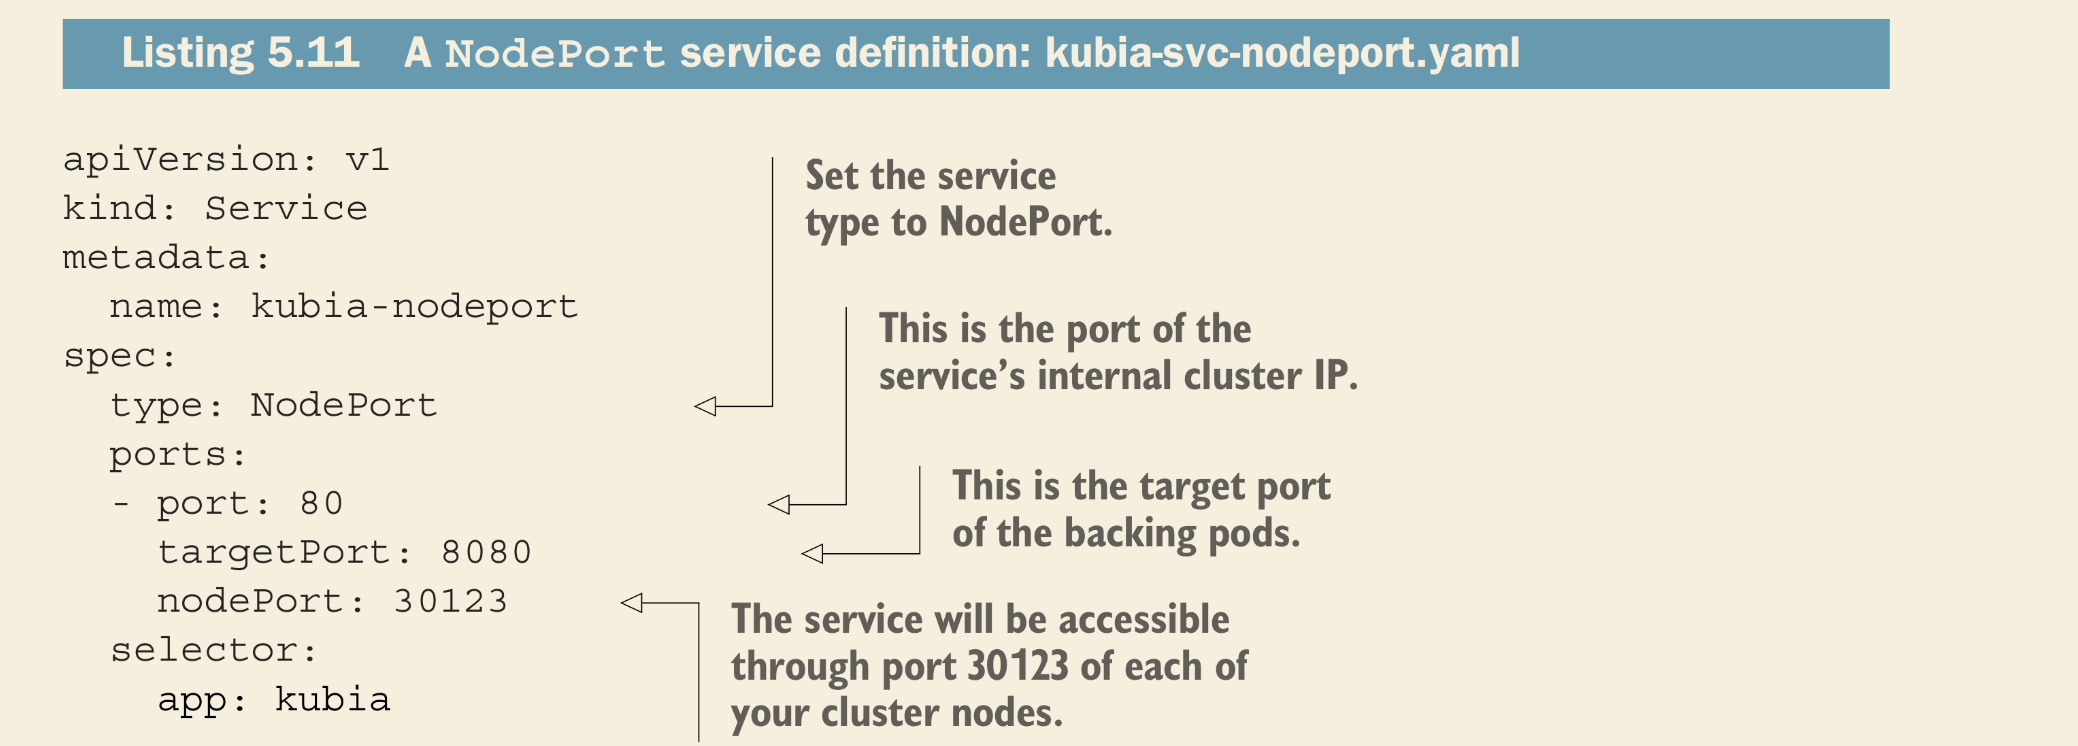 Listing 5.11 A NodePort service definition: kubia-svc-nodeport.yaml
apiVersion: v1
kind: Service
metadata:
  name: kubia-nodeport
spec:
  type: NodePort
  ports:
  - port: 80
    targetPort: 8080
    nodePort: 30123
  selector:
    app: kubia
Set the service
type to NodePort.
This is the port of the
service’s internal cluster IP.
This is the target port
of the backing pods.
The service will be accessible
through port 30123 of each of
your cluster nodes.